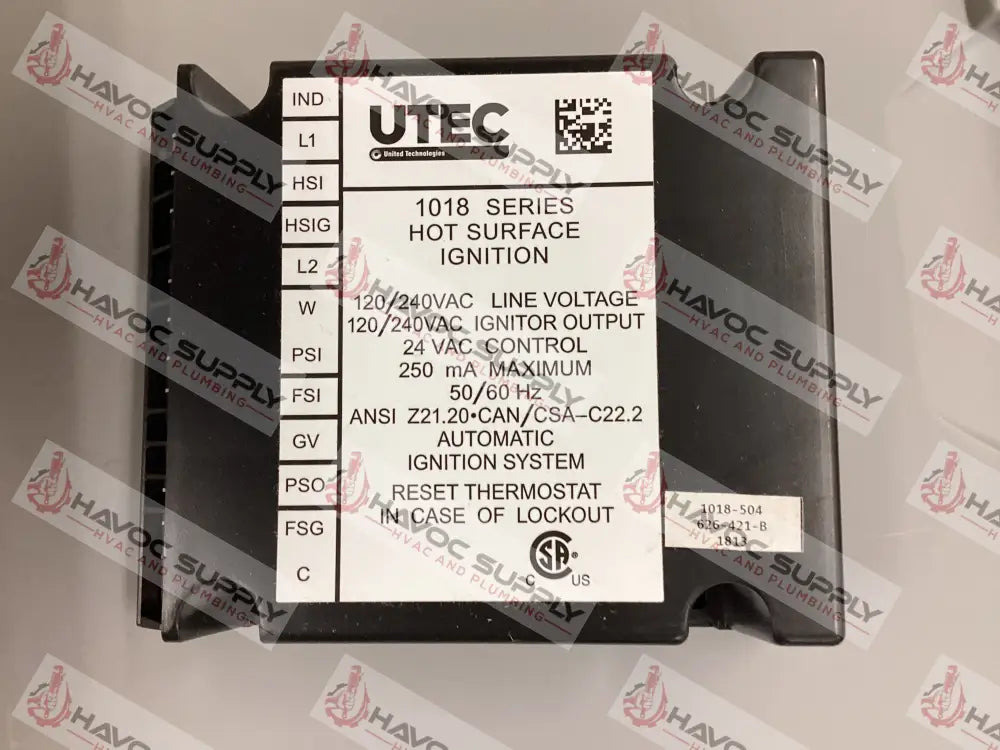 IND
L1
HSI
HSIG
L2
W
PSI
FSI
GV
PSO
FSG
C
UTEC
United Technologies
1018 SERIES
HOT SURFACE
IGNITION
120/240VAC LINE VOLTAGE
120/240VAC IGNITOR OUTPUT
24 VAC CONTROL
250 mA MAXIMUM
50/60 Hz
ANSI Z21.20•CAN/CSA-C22.2
AUTOMATIC
IGNITION SYSTEM
RESET THERMOSTAT
IN CASE OF LOCKOUT
C SA ® US
1018-504
626-421-B
1813
HAVOC SUPPLY
HVAC AND PLUMBING